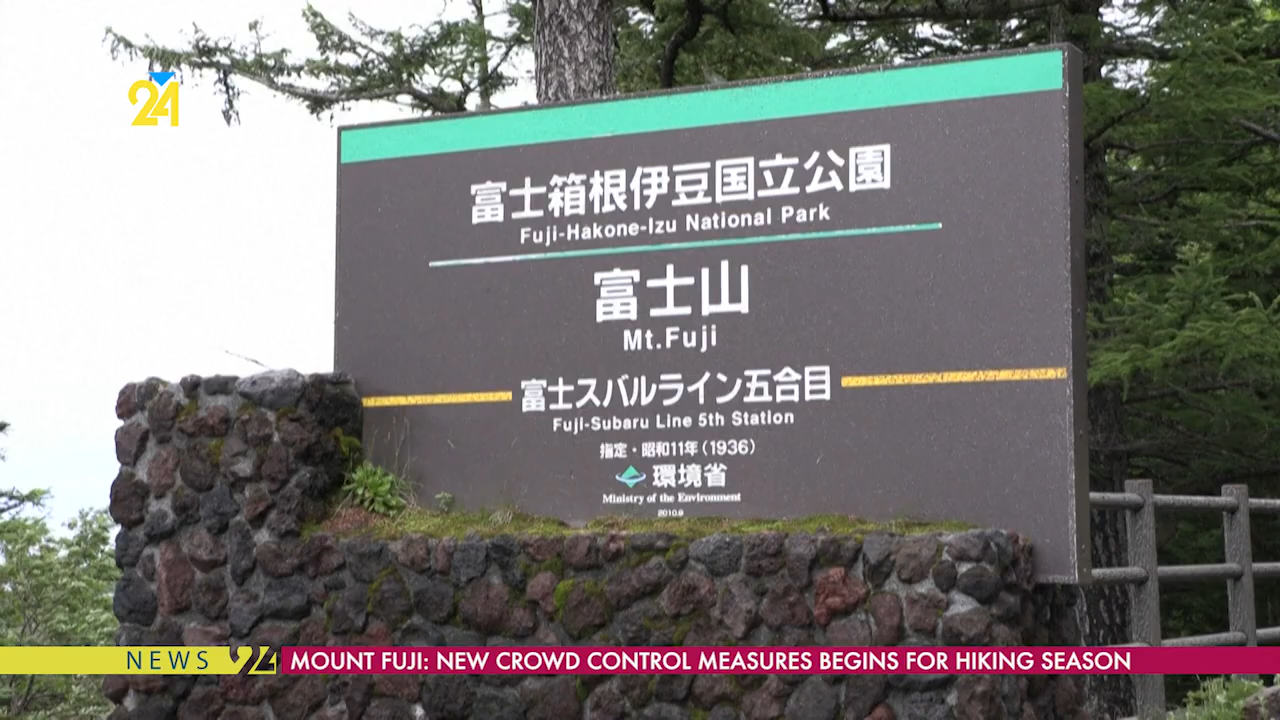 24
富士箱根伊豆国立公園
Fuji-Hakone-Izu National Park
富士山
Mt.Fuji
富士スバルライン五合目
Fuji-Subaru Line 5th Station
指定・昭和11年(1936)
環境省
Ministry of the Environment
2010.9
NEWS 24 MOUNT FUJI: NEW CROWD CONTROL MEASURES BEGINS FOR HIKING SEASON